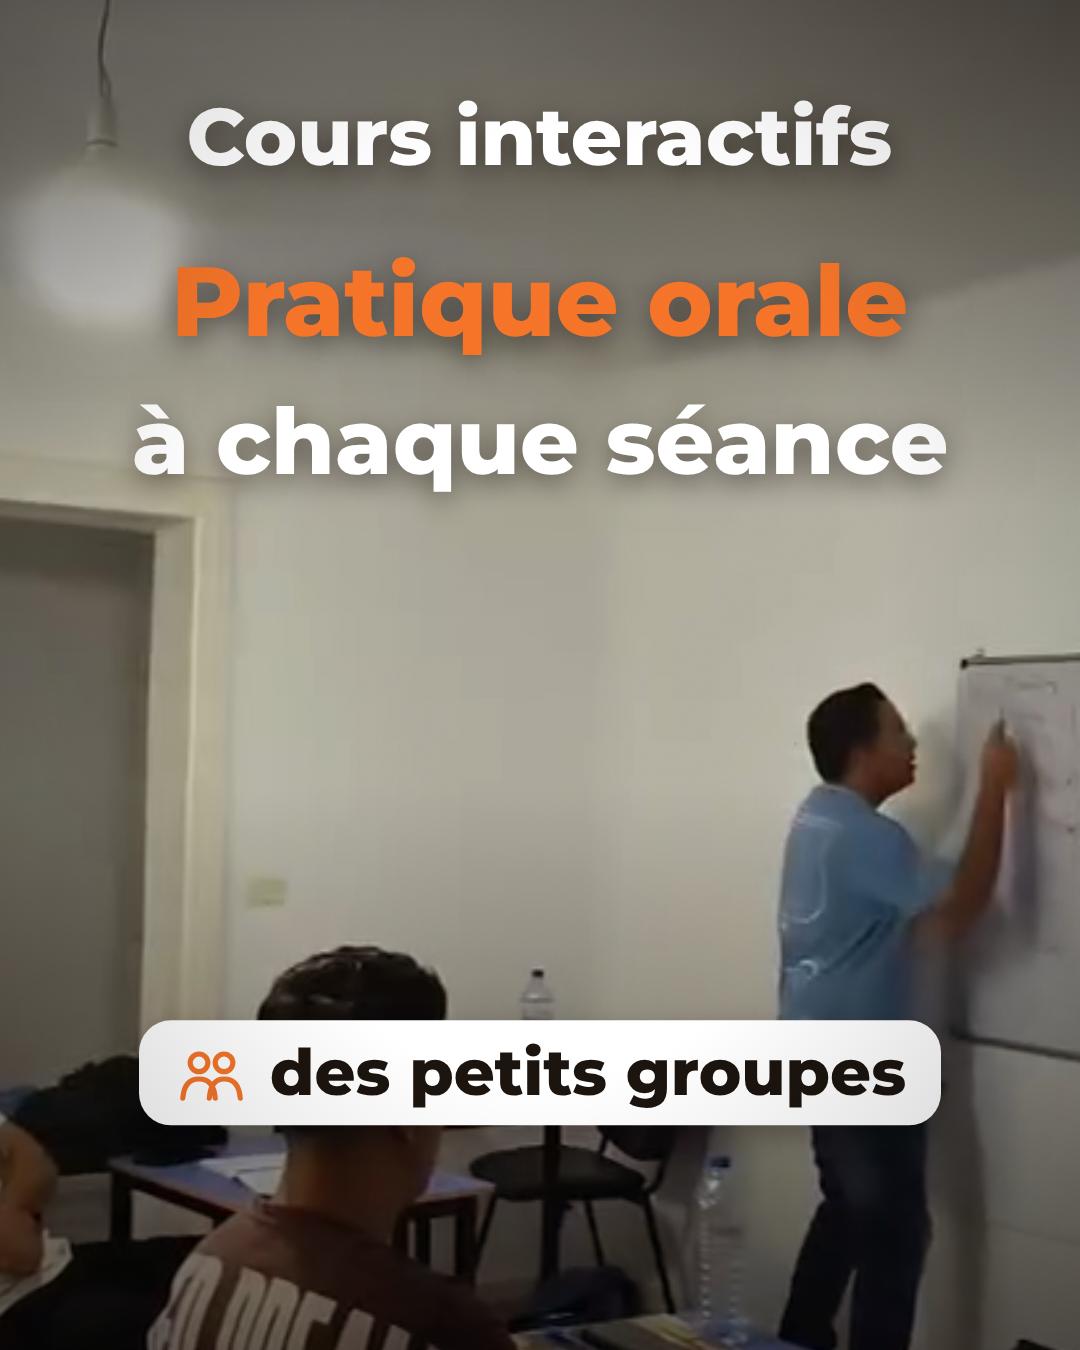 Cours interactifs
Pratique orale
à chaque séance
des petits groupes